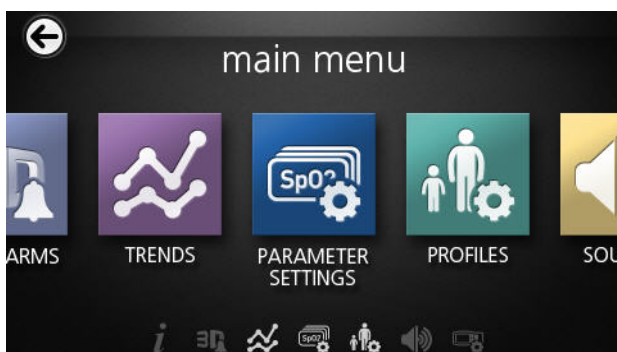 main menu
ARMS
TRENDS
PARAMETER
SETTINGS
PROFILES
SOU
SpO2